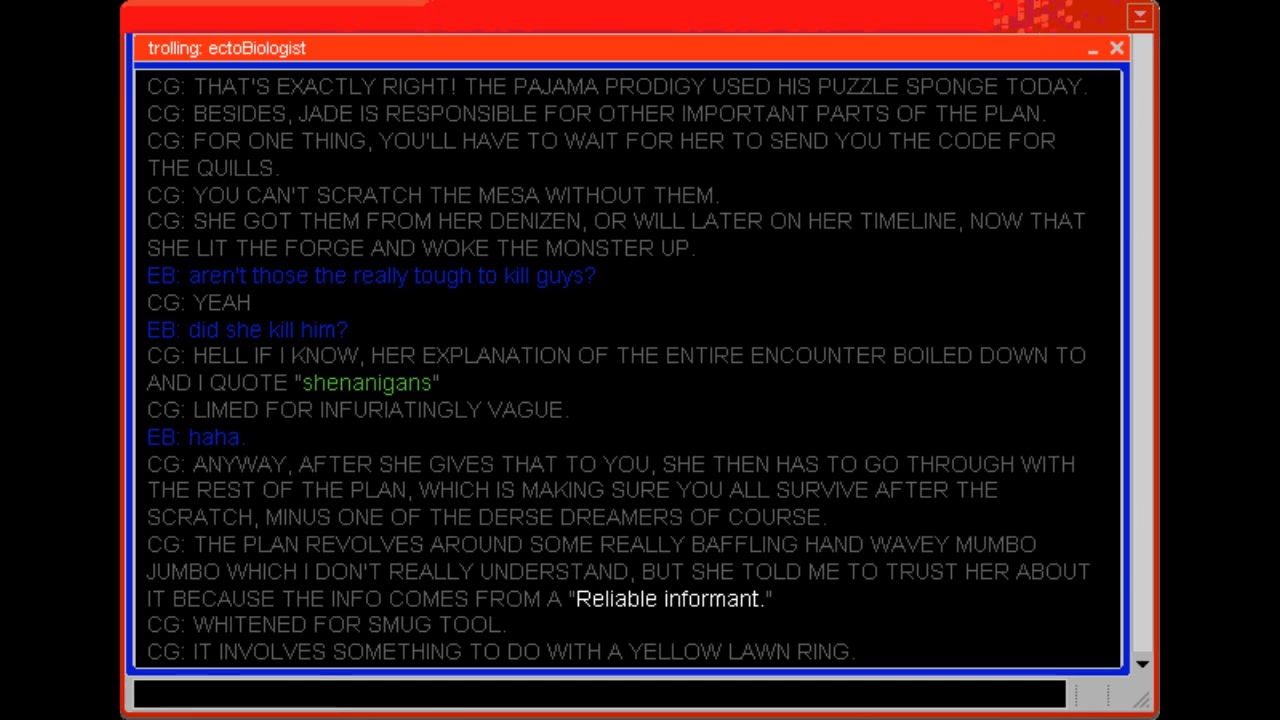 trolling: ectoBiologist
CG: THAT'S EXACTLY RIGHT! THE PAJAMA PRODIGY USED HIS PUZZLE SPONGE TODAY.
CG: BESIDES, JADE IS RESPONSIBLE FOR OTHER IMPORTANT PARTS OF THE PLAN.
CG: FOR ONE THING, YOU'LL HAVE TO WAIT FOR HER TO SEND YOU THE CODE FOR
THE QUILLS.
CG: YOU CAN'T SCRATCH THE MESA WITHOUT THEM.
CG: SHE GOT THEM FROM HER DENIZEN, OR WILL LATER ON HER TIMELINE, NOW THAT
SHE LIT THE FORGE AND WOKE THE MONSTER UP.
EB: aren't those the really tough to kill guys?
CG: YEAH
EB: did she kill him?
CG: HELL IF I KNOW, HER EXPLANATION OF THE ENTIRE ENCOUNTER BOILED DOWN TO
AND I QUOTE "shenanigans"
CG: LIMED FOR INFURIATINGLY VAGUE.
EB: haha.
CG: ANYWAY, AFTER SHE GIVES THAT TO YOU, SHE THEN HAS TO GO THROUGH WITH
THE REST OF THE PLAN, WHICH IS MAKING SURE YOU ALL SURVIVE AFTER THE
SCRATCH, MINUS ONE OF THE DERSE DREAMERS OF COURSE.
CG: THE PLAN REVOLVES AROUND SOME REALLY BAFFLING HAND WAVEY MUMBO
JUMBO WHICH I DON'T REALLY UNDERSTAND, BUT SHE TOLD ME TO TRUST HER ABOUT
IT BECAUSE THE INFO COMES FROM A "Reliable informant."
CG: WHITENED FOR SMUG TOOL.
CG: IT INVOLVES SOMETHING TO DO WITH A YELLOW LAWN RING.